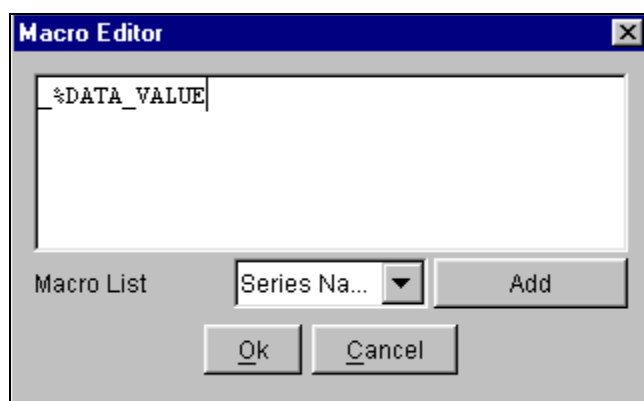 Macro Editor
_%DATA_VALUE
Macro List Series Na... Add
Ok Cancel